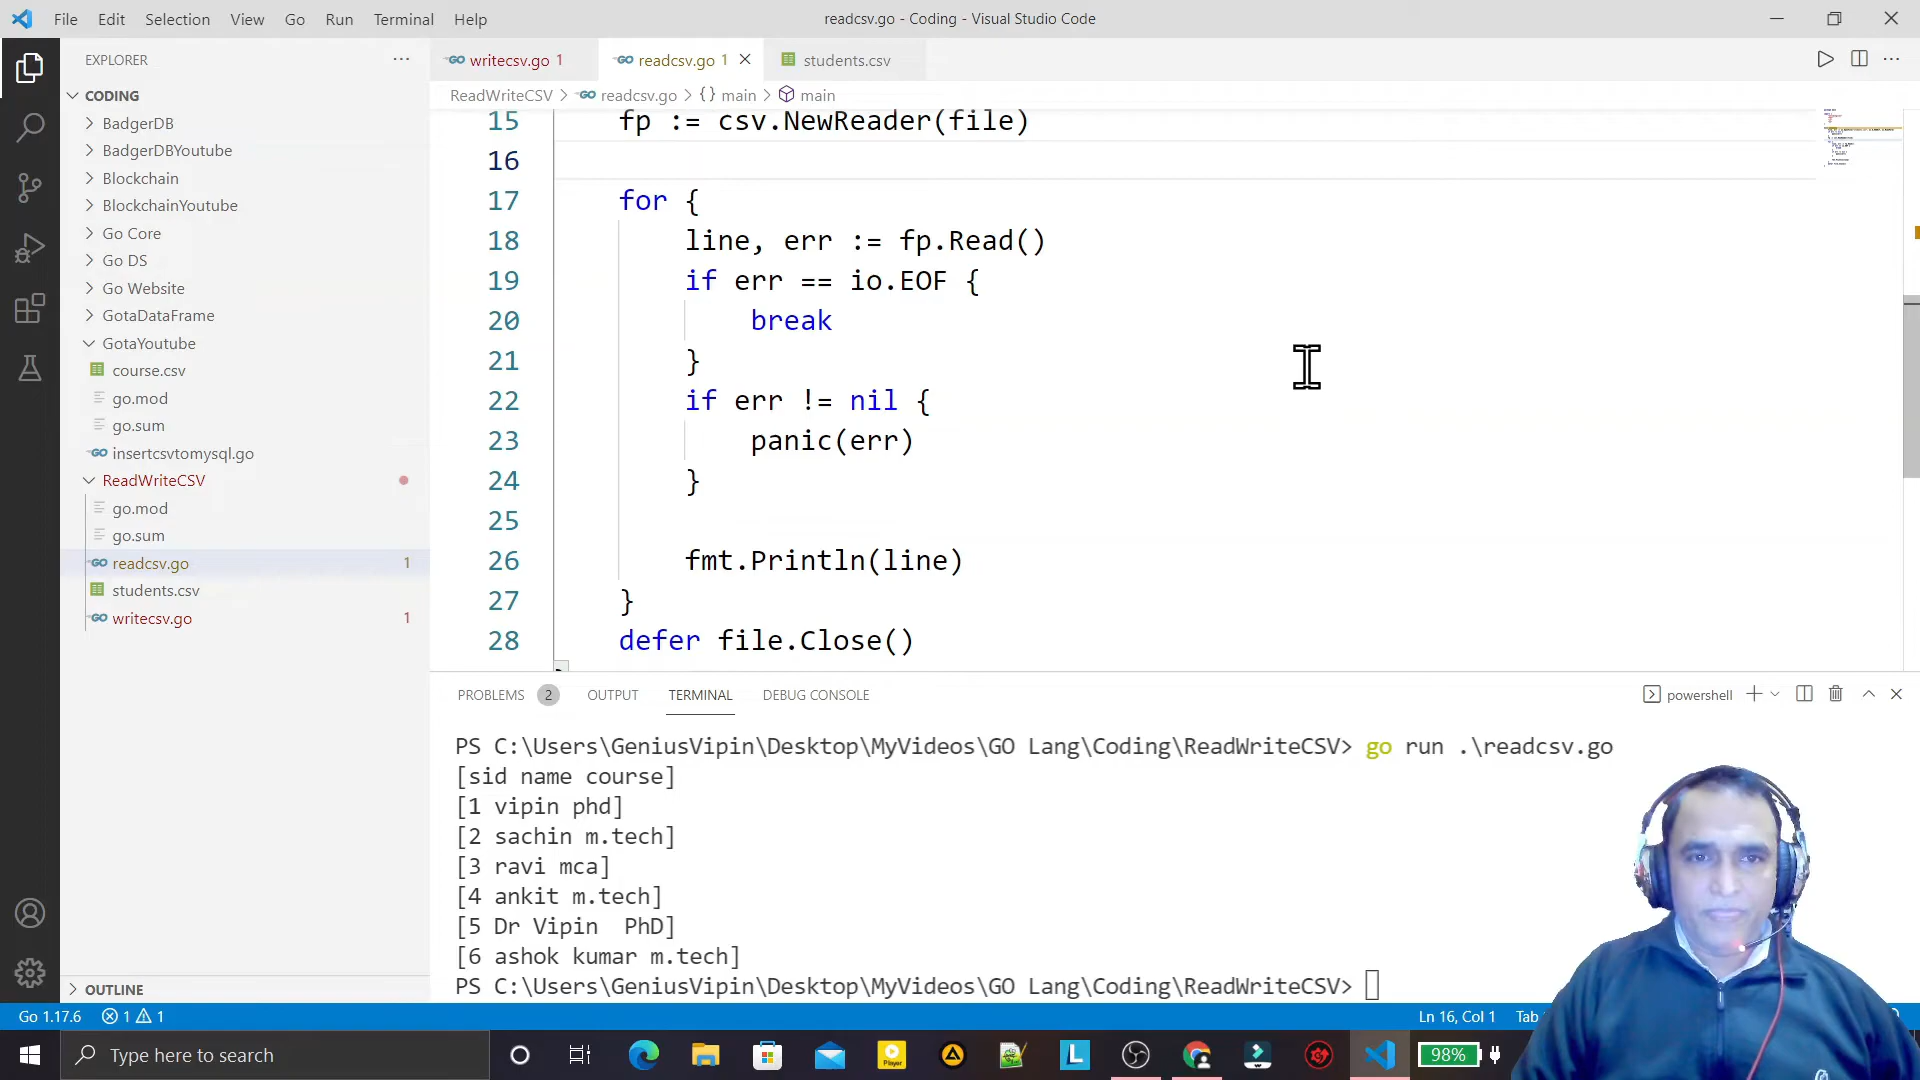 File Edit Selection View Go Run Terminal Help
readcsv.go - Coding - Visual Studio Code
EXPLORER
CODING
BadgerDB
BadgerDBYoutube
Blockchain
BlockchainYoutube
Go Core
Go DS
Go Website
GotaDataFrame
GotaYoutube
course.csv
go.mod
go.sum
insertcsvtomysql.go
ReadWriteCSV
go.mod
go.sum
readcsv.go 1
students.csv
writecsv.go 1
OUTLINE
writecsv.go 1 readcsv.go 1 students.csv
ReadWriteCSV > readcsv.go > {} main > main
15 fp := csv.NewReader(file)
16
17 for {
18 line, err := fp.Read()
19 if err == io.EOF {
20 break
21 }
22 if err != nil {
23 panic(err)
24 }
25
26 fmt.Println(line)
27 }
28 defer file.Close()
PROBLEMS 2 OUTPUT TERMINAL DEBUG CONSOLE
powershell
PS C:\Users\GeniusVipin\Desktop\MyVideos\GO Lang\Coding\ReadWriteCSV> go run .\readcsv.go
[sid name course]
[1 vipin phd]
[2 sachin m.tech]
[3 ravi mca]
[4 ankit m.tech]
[5 Dr Vipin  PhD]
[6 ashok kumar m.tech]
PS C:\Users\GeniusVipin\Desktop\MyVideos\GO Lang\Coding\ReadWriteCSV>
Go 1.17.6 1 1
Ln 16, Col 1 Tab
Type here to search
Player
L
98%